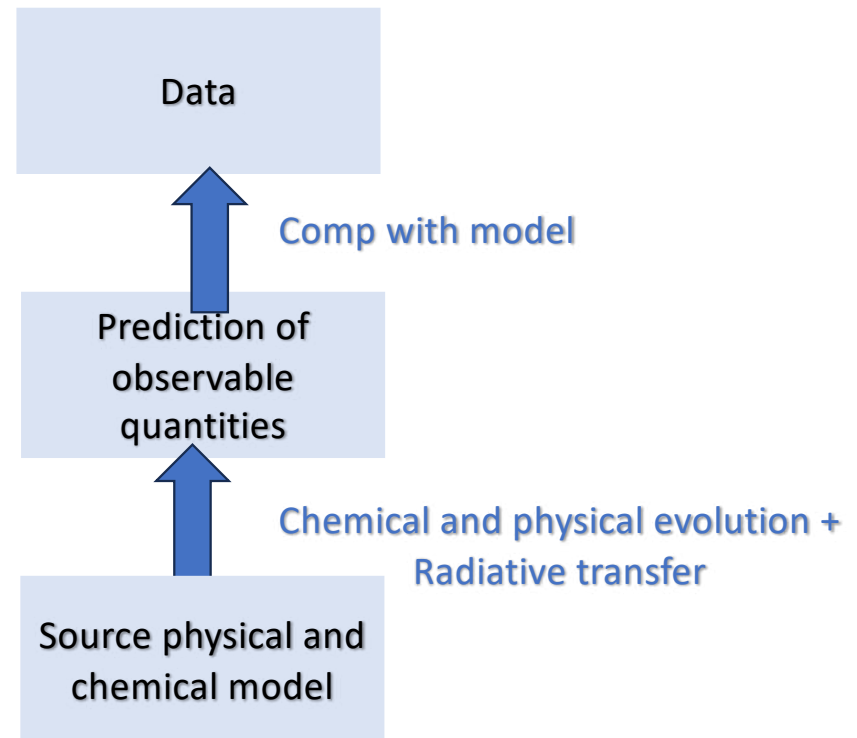 Data
Comp with model
Prediction of
observable
quantities
Chemical and physical evolution +
Radiative transfer
Source physical and
chemical model